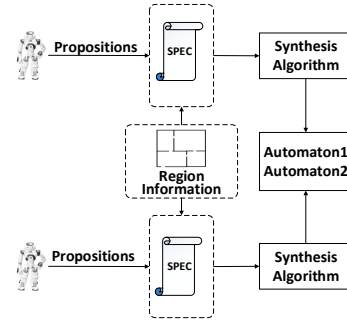 Propositions
SPEC
Synthesis
Algorithm
Region
Information
Automaton1
Automaton2
Propositions
SPEC
Synthesis
Algorithm